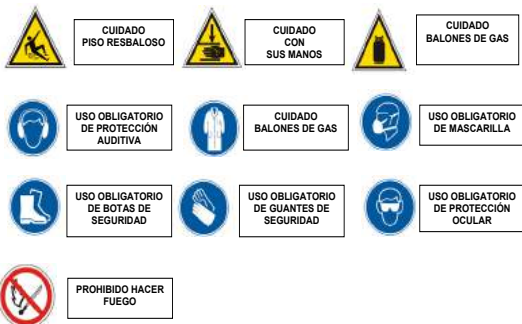 CUIDADO
PISO RESBALOSO
CUIDADO
CON
SUS MANOS
CUIDADO
BALONES DE GAS
USO OBLIGATORIO
DE PROTECCIÓN
AUDITIVA
CUIDADO
BALONES DE GAS
USO OBLIGATORIO
DE MASCARILLA
USO OBLIGATORIO
DE BOTAS DE
SEGURIDAD
USO OBLIGATORIO
DE GUANTES DE
SEGURIDAD
USO OBLIGATORIO
DE PROTECCIÓN
OCULAR
PROHIBIDO HACER
FUEGO